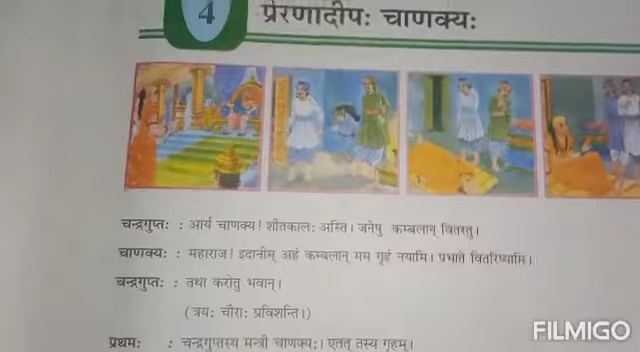 4
प्रेरणादीपः चाणक्यः
चन्द्रगुप्तः : आर्य चाणक्य! शीतकालः अस्ति। जनेषु कम्बलान् वितरतु।
चाणक्यः : महाराज! इदानीम् अहं कम्बलान् मम गृहं नयामि। प्रभाते वितरिष्यामि।
चन्द्रगुप्तः : तथा करोतु भवान्।
(त्रयः चौराः प्रविशन्ति।)
प्रथमः : चन्द्रगुप्तस्य मन्त्री चाणक्यः। एतत् तस्य गृहम्।
FILMIGO